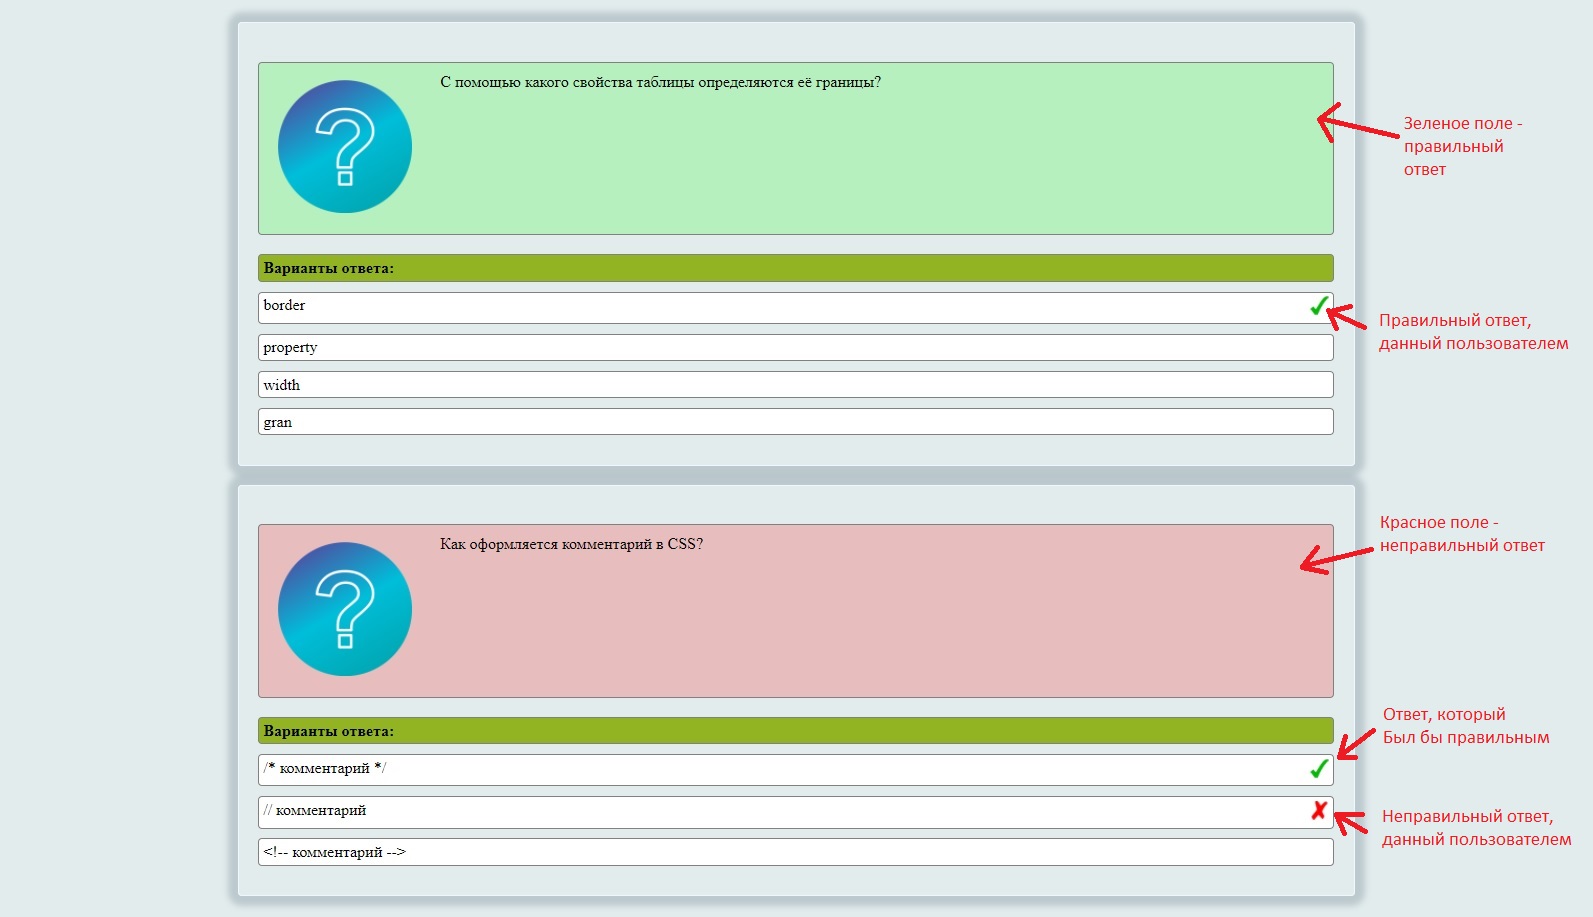 С помощью какого свойства таблицы определяются её границы?
Зеленое поле -
правильный
ответ
Варианты ответа:
border
property
width
gran
Правильный ответ,
данный пользователем
Как оформляется комментарий в CSS?
Красное поле -
неправильный ответ
Варианты ответа:
/* комментарий */
// комментарий
<!-- комментарий -->
Ответ, который
Был бы правильным
Неправильный ответ,
данный пользователем